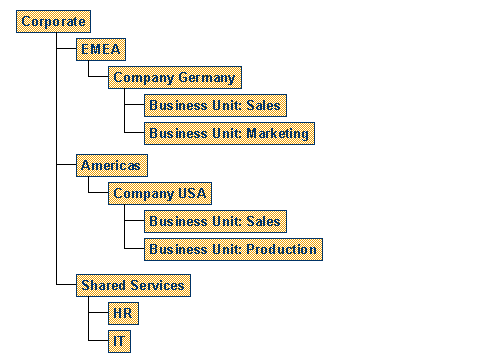 Corporate
EMEA
Company Germany
Business Unit: Sales
Business Unit: Marketing
Americas
Company USA
Business Unit: Sales
Business Unit: Production
Shared Services
HR
IT